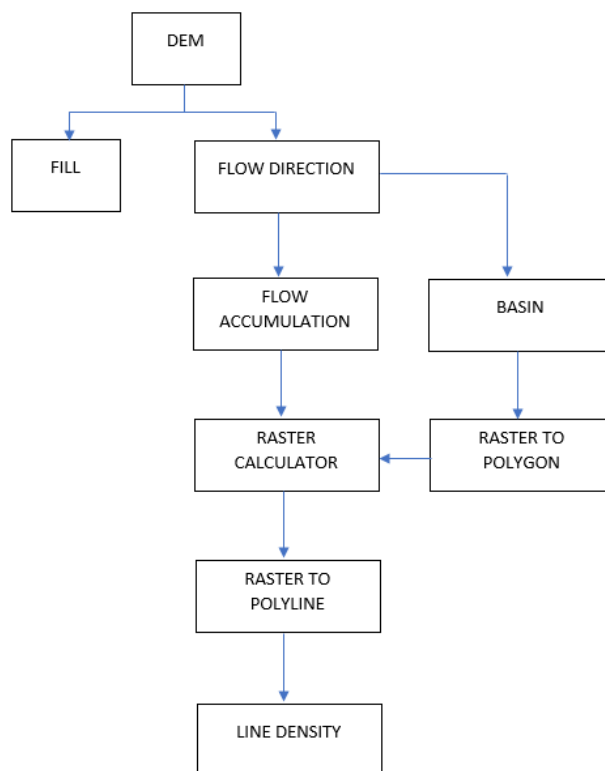 DEM
FILL
FLOW DIRECTION
FLOW
ACCUMULATION
BASIN
RASTER
CALCULATOR
RASTER TO
POLYGON
RASTER TO
POLYLINE
LINE DENSITY